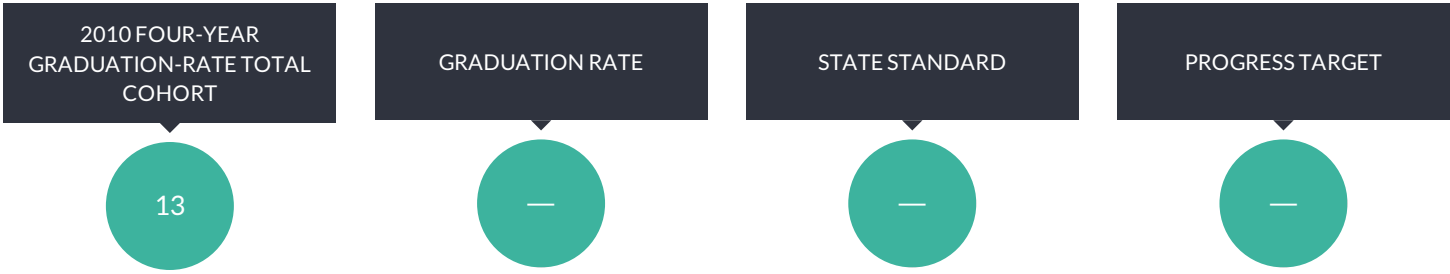 2010 FOUR-YEAR
GRADUATION-RATE TOTAL
COHORT
13
GRADUATION RATE
—
STATE STANDARD
—
PROGRESS TARGET
—